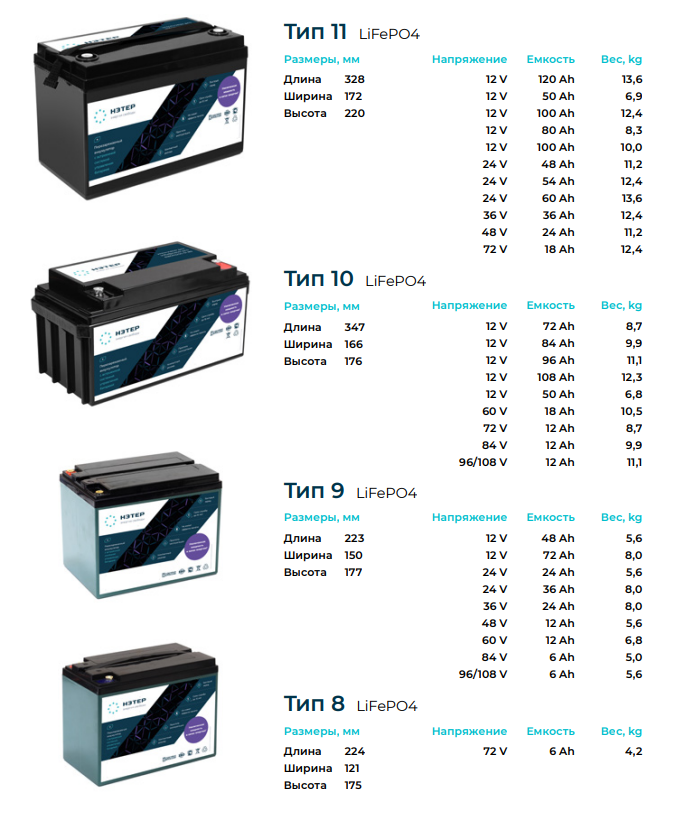 Тип 11 LiFePO4
Размеры, мм Напряжение Емкость Вес, kg
Длина 328 12 V 120 Ah 13,6
Ширина 172 12 V 50 Ah 6,9
Высота 220 12 V 100 Ah 12,4
12 V 80 Ah 8,3
12 V 100 Ah 10,0
24 V 48 Ah 11,2
24 V 54 Ah 12,4
24 V 60 Ah 13,6
36 V 36 Ah 12,4
48 V 24 Ah 11,2
72 V 18 Ah 12,4
НЭТЕР
Тип 10 LiFePO4
Размеры, мм Напряжение Емкость Вес, kg
Длина 347 12 V 72 Ah 8,7
Ширина 166 12 V 84 Ah 9,9
Высота 176 12 V 96 Ah 11,1
12 V 108 Ah 12,3
12 V 50 Ah 6,8
60 V 18 Ah 10,5
72 V 12 Ah 8,7
84 V 12 Ah 9,9
96/108 V 12 Ah 11,1
НЭТЕР
НЭТЕР
Тип 9 LiFePO4
Размеры, мм Напряжение Емкость Вес, kg
Длина 223 12 V 48 Ah 5,6
Ширина 150 12 V 72 Ah 8,0
Высота 177 24 V 24 Ah 5,6
24 V 36 Ah 8,0
36 V 24 Ah 8,0
48 V 12 Ah 5,6
60 V 12 Ah 6,8
84 V 6 Ah 5,0
96/108 V 6 Ah 5,6
НЭТЕР
Тип 8 LiFePO4
Размеры, мм Напряжение Емкость Вес, kg
Длина 224 72 V 6 Ah 4,2
Ширина 121
Высота 175
НЭТЕР